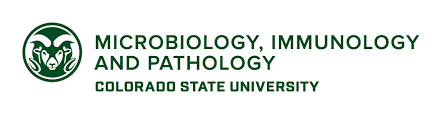 MICROBIOLOGY, IMMUNOLOGY
AND PATHOLOGY
COLORADO STATE UNIVERSITY